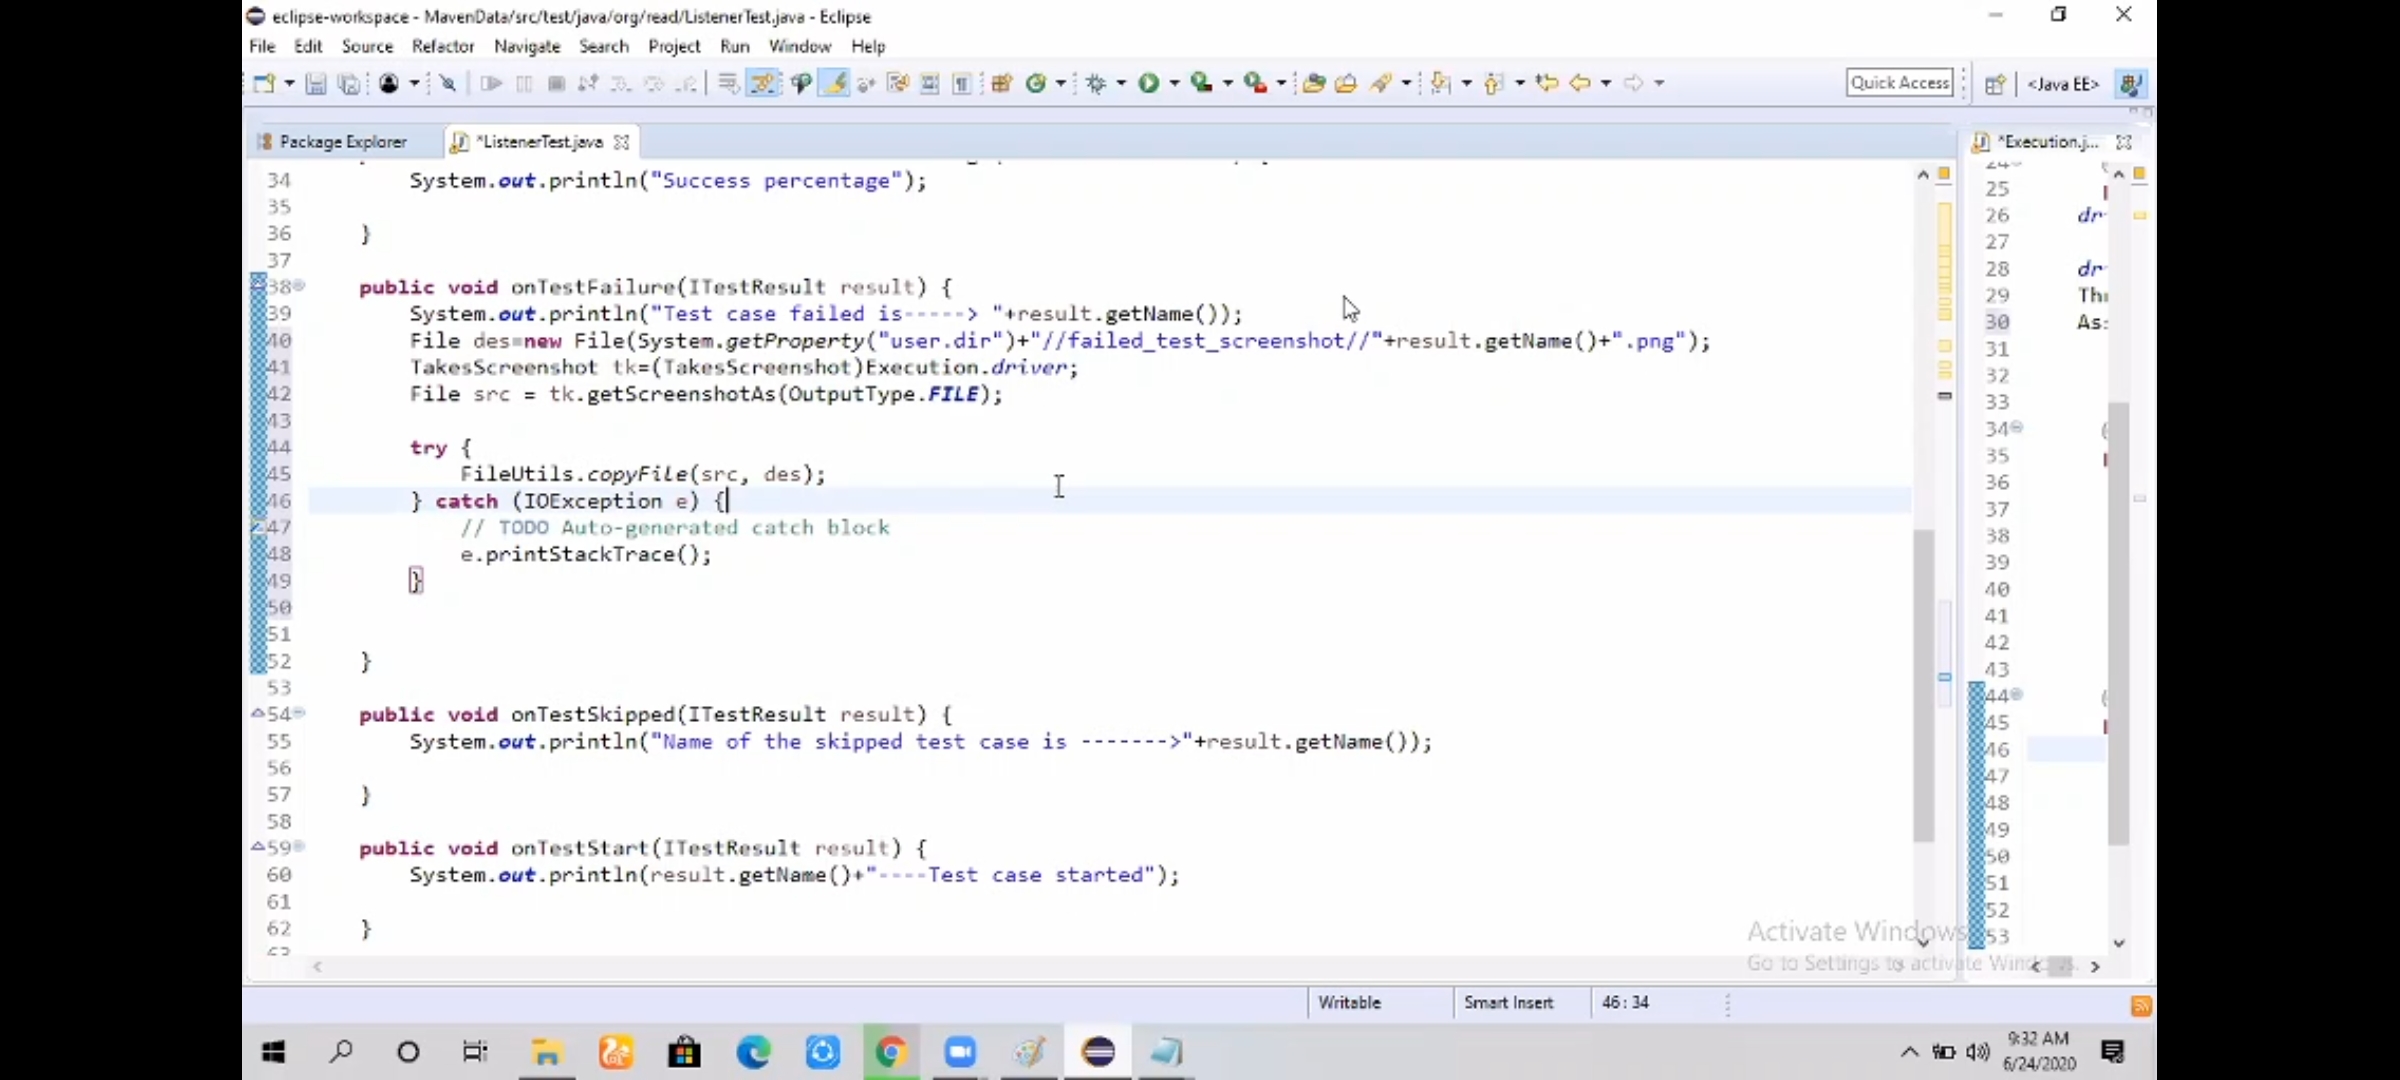 eclipse-workspace - MavenData/src/test/java/org/read/ListenerTest.java - Eclipse
File Edit Source Refactor Navigate Search Project Run Window Help
Quick Access <Java EE>
Package Explorer *ListenerTest.java *Execution.j...
34 System.out.println("Success percentage");
35
36 }
37
38 public void onTestFailure(ITestResult result) {
39 System.out.println("Test case failed is-----> "+result.getName());
40 File des=new File(System.getProperty("user.dir")+"//failed_test_screenshot//"+result.getName()+".png");
41 TakesScreenshot tk=(TakesScreenshot)Execution.driver;
42 File src = tk.getScreenshotAs(OutputType.FILE);
43
44 try {
45 FileUtils.copyFile(src, des);
46 } catch (IOException e) {
47 // TODO Auto-generated catch block
48 e.printStackTrace();
49 }
50
51
52 }
53
54 public void onTestSkipped(ITestResult result) {
55 System.out.println("Name of the skipped test case is ------->"+result.getName());
56
57 }
58
59 public void onTestStart(ITestResult result) {
60 System.out.println(result.getName()+"----Test case started");
61
62 }
25
26 dr
27
28 dr
29 Th
30 As
31
32
33
34
35
36
37
38
39
40
41
42
43
44
45
46
47
48
49
50
51
52
53
Activate Windows
Go to Settings to activate Windows.
Writable Smart Insert 46 : 34
9:32 AM
6/24/2020